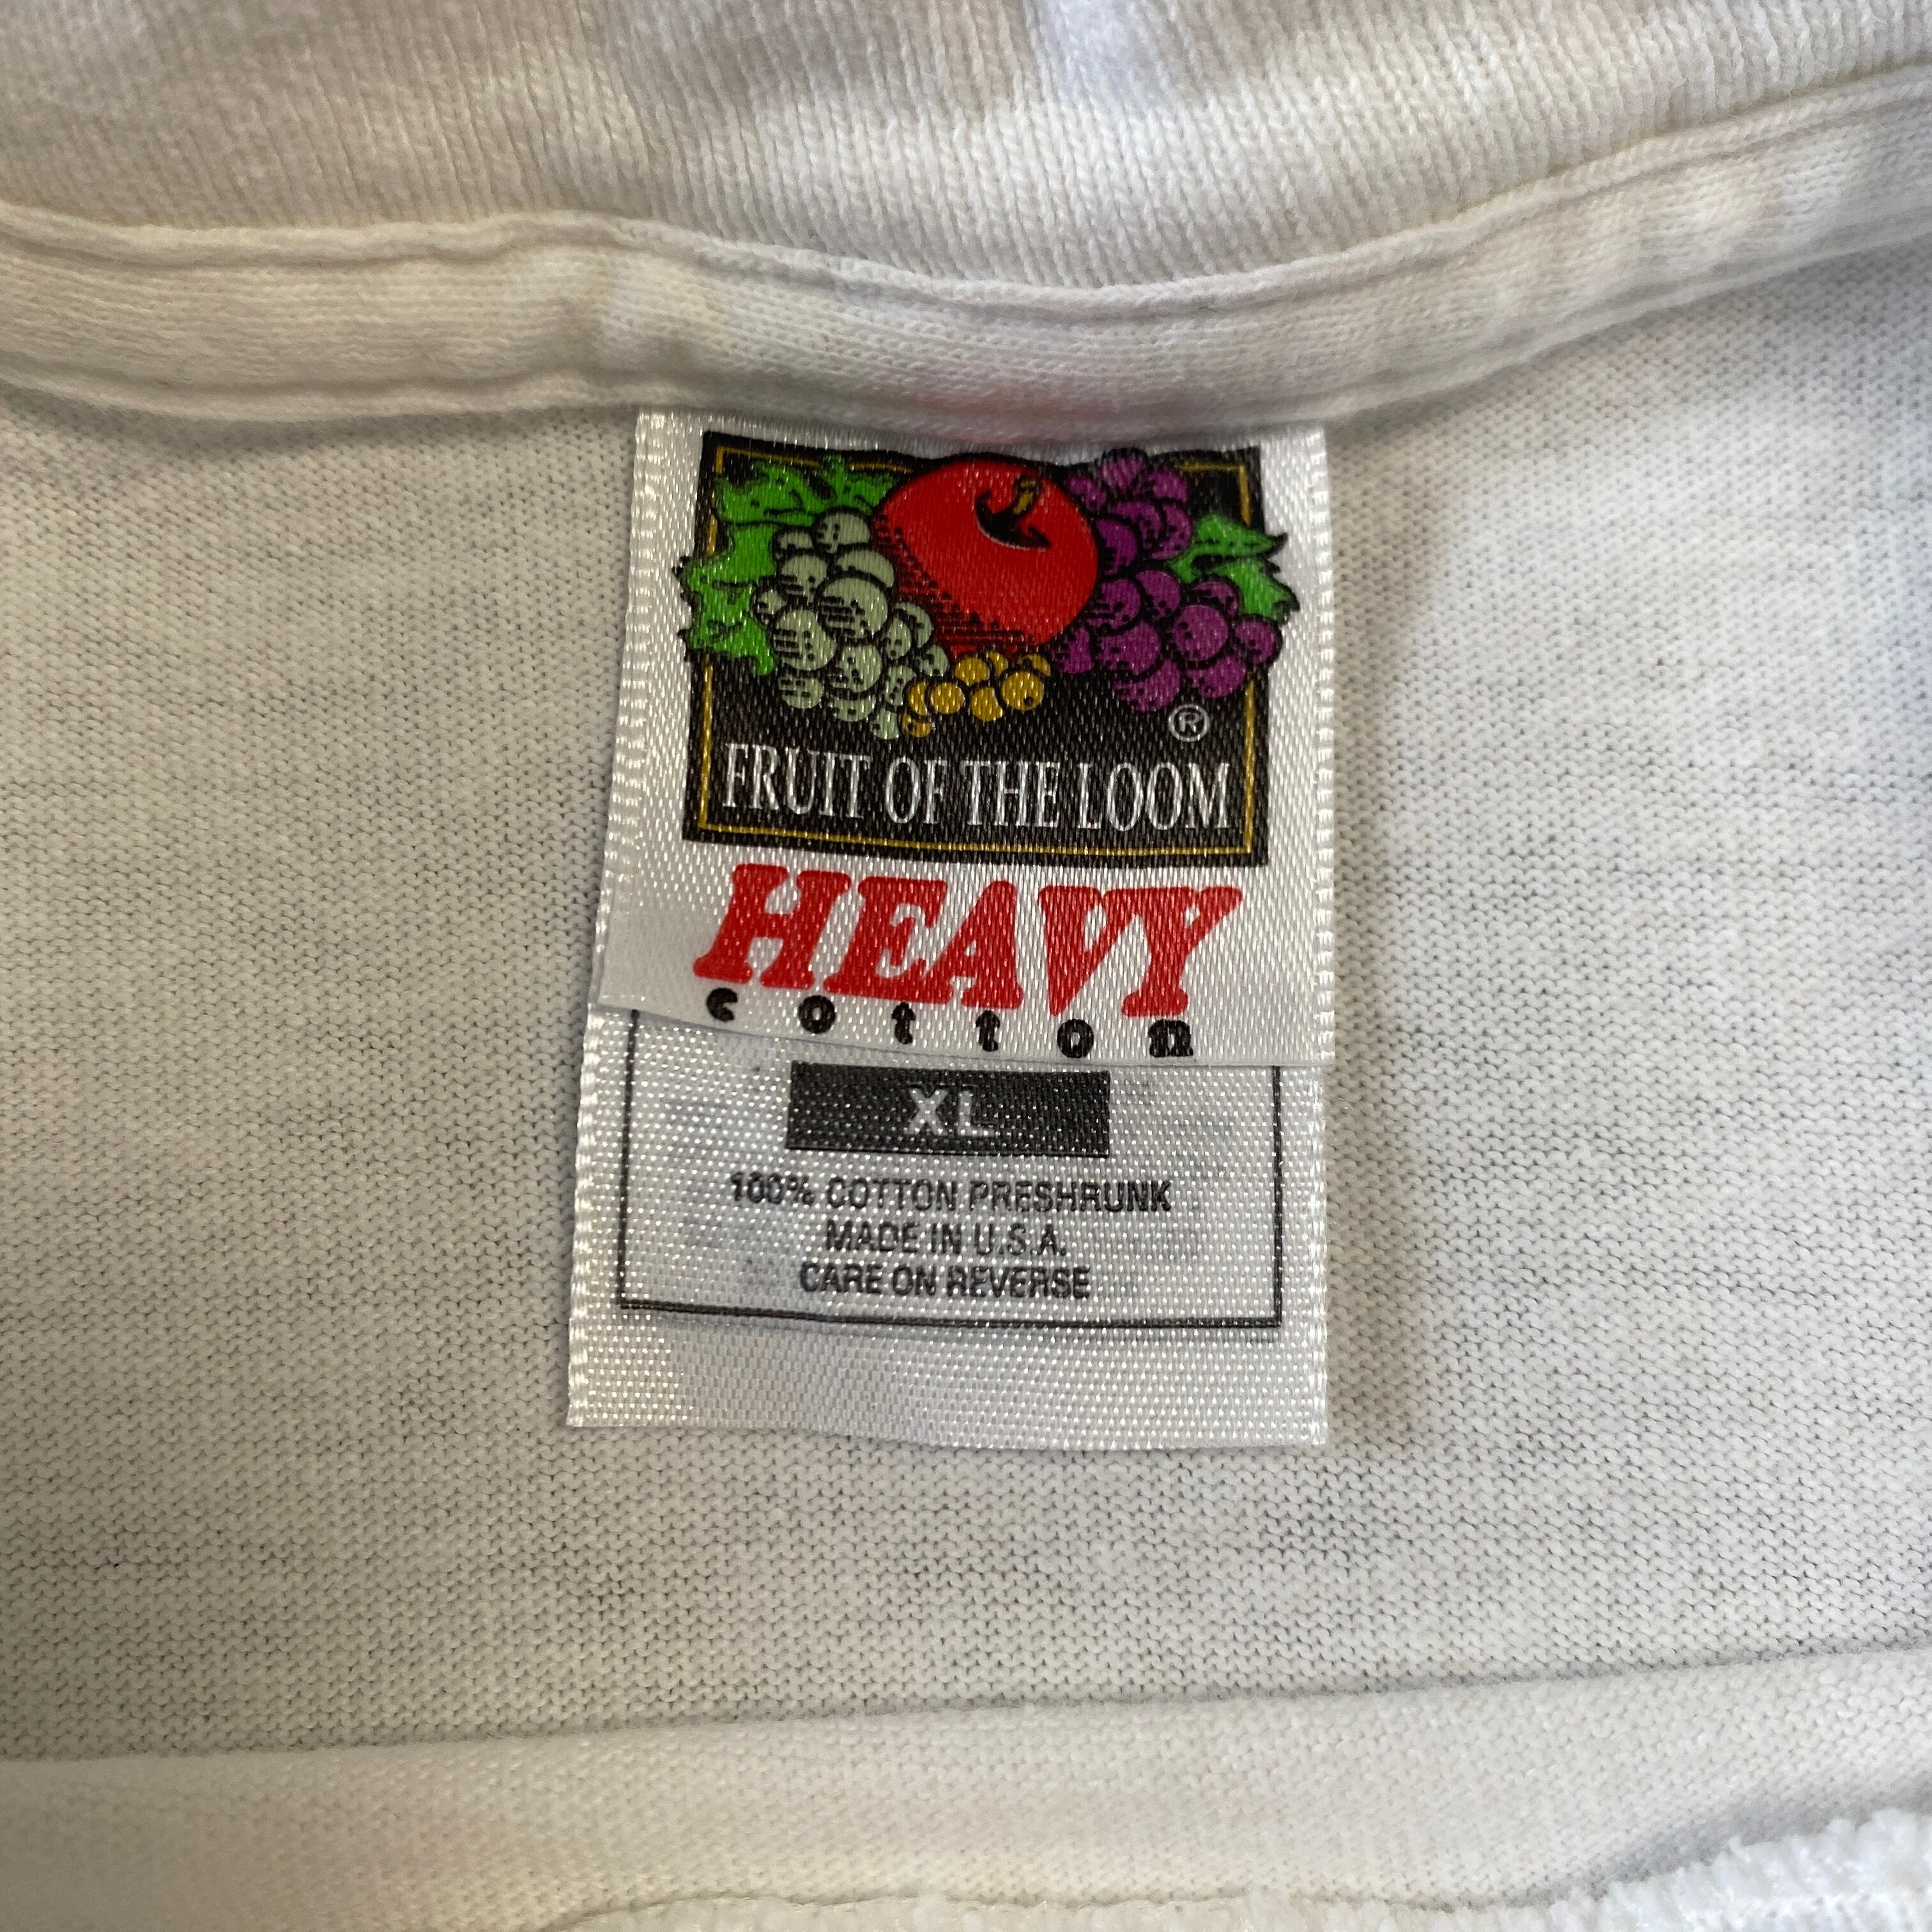 ®
FRUIT OF THE LOOM
HEAVY
cotton
XL
100% COTTON PRESHRUNK
MADE IN U.S.A.
CARE ON REVERSE